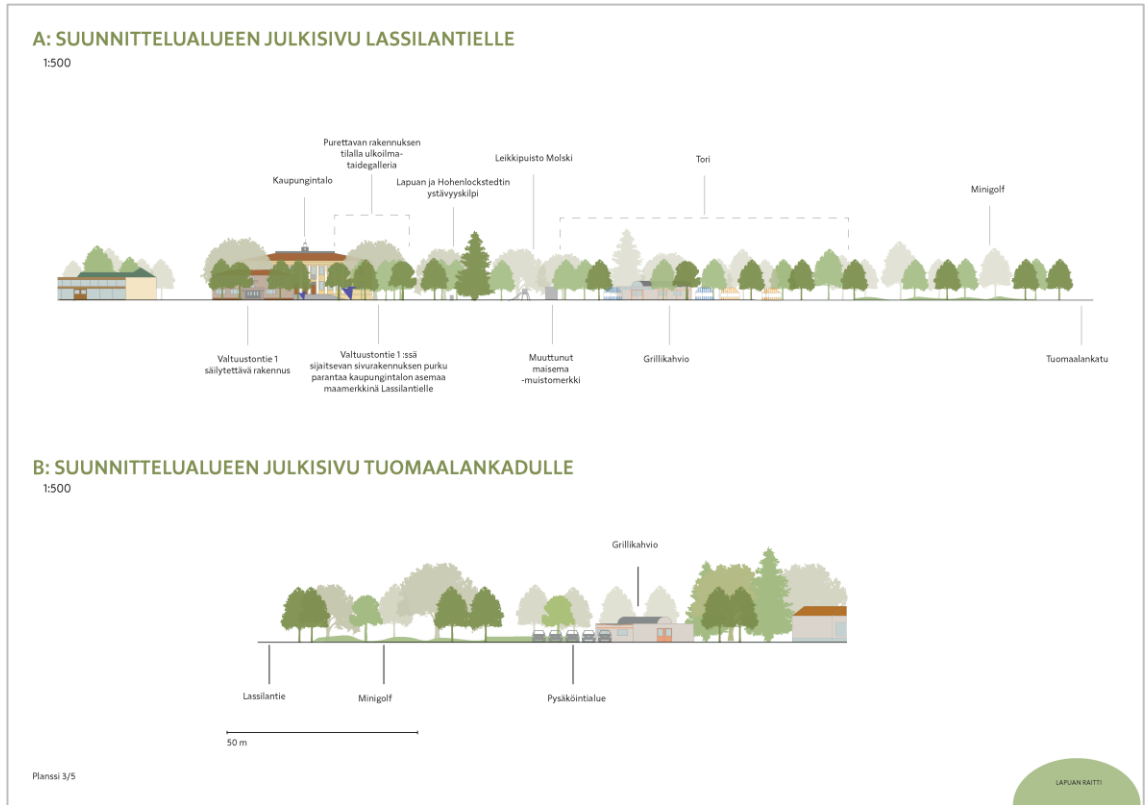 A: SUUNNITTELUALUEEN JULKISIVU LASSILANTIELLE
1:500
Purettavan rakennuksen
tilalla ulkoilma-
taidegalleria
Kaupungintalo
Lapuan ja Hohenlockstedtin
ystävyyskilpi
Leikkipuisto Molski
Tori
Minigolf
Valtuustontie 1
säilytettävä rakennus
Valtuustontie 1 :ssä
sijaitsevan sivurakennuksen purku
parantaa kaupungintalon asemaa
maamerkkinä Lassilantielle
Muuttunut
maisema
-muistomerkki
Grillikahvio
Tuomaalankatu
B: SUUNNITTELUALUEEN JULKISIVU TUOMAALANKADULLE
1:500
Grillikahvio
Lassilantie
Minigolf
Pysäköintialue
50 m
Planssi 3/5
LAPUAN RAITTI